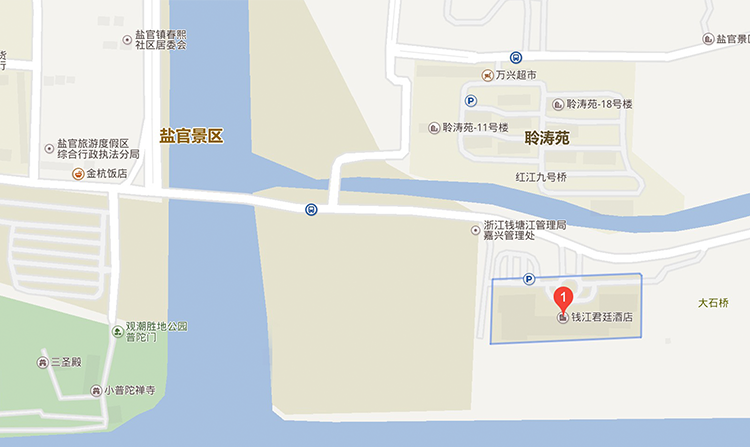 盐官镇春熙
社区居委会
货
行
盐官景区
万兴超市
P
聆涛苑-18号楼
聆涛苑-11号楼
聆涛苑
盐官旅游度假区
综合行政执法分局
盐官景区
金杭饭店
红江九号桥
浙江钱塘江管理局
嘉兴管理处
P
1
钱江君廷酒店
大石桥
观潮胜地公园
普陀门
三圣殿
小普陀禅寺